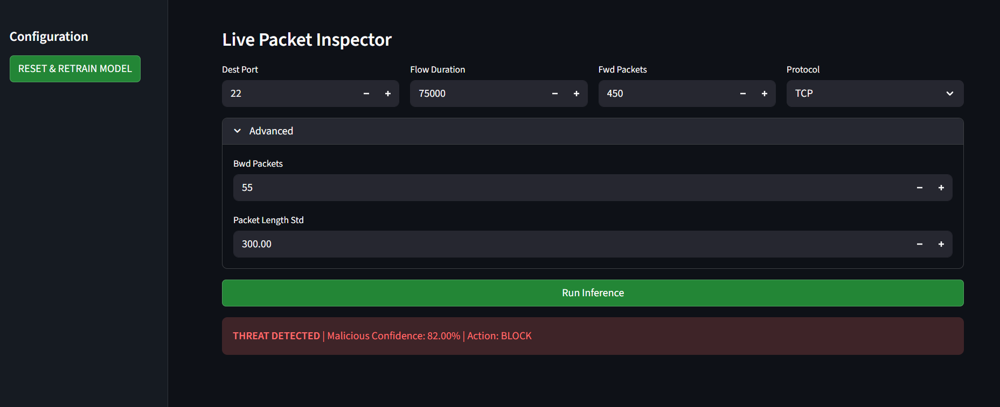 Configuration
RESET & RETRAIN MODEL
Live Packet Inspector
Dest Port
22
Flow Duration
75000
Fwd Packets
450
Protocol
TCP
Advanced
Bwd Packets
55
Packet Length Std
300.00
Run Inference
THREAT DETECTED | Malicious Confidence: 82.00% | Action: BLOCK